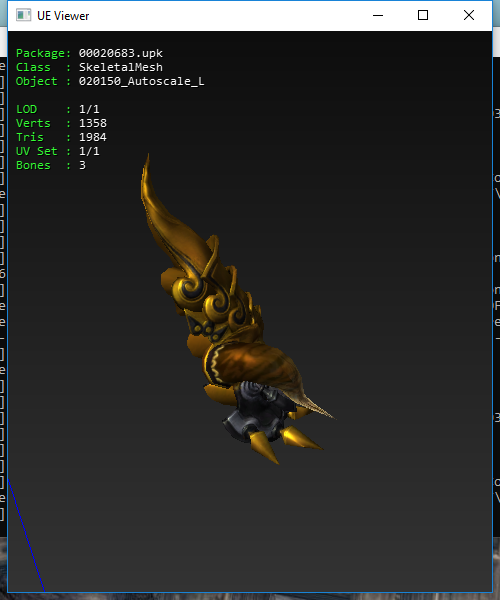 UE Viewer
Package: 00020683.upk
Class : SkeletalMesh
Object : 020150_Autoscale_L
LOD : 1/1
Verts : 1358
Tris : 1984
UV Set : 1/1
Bones : 3